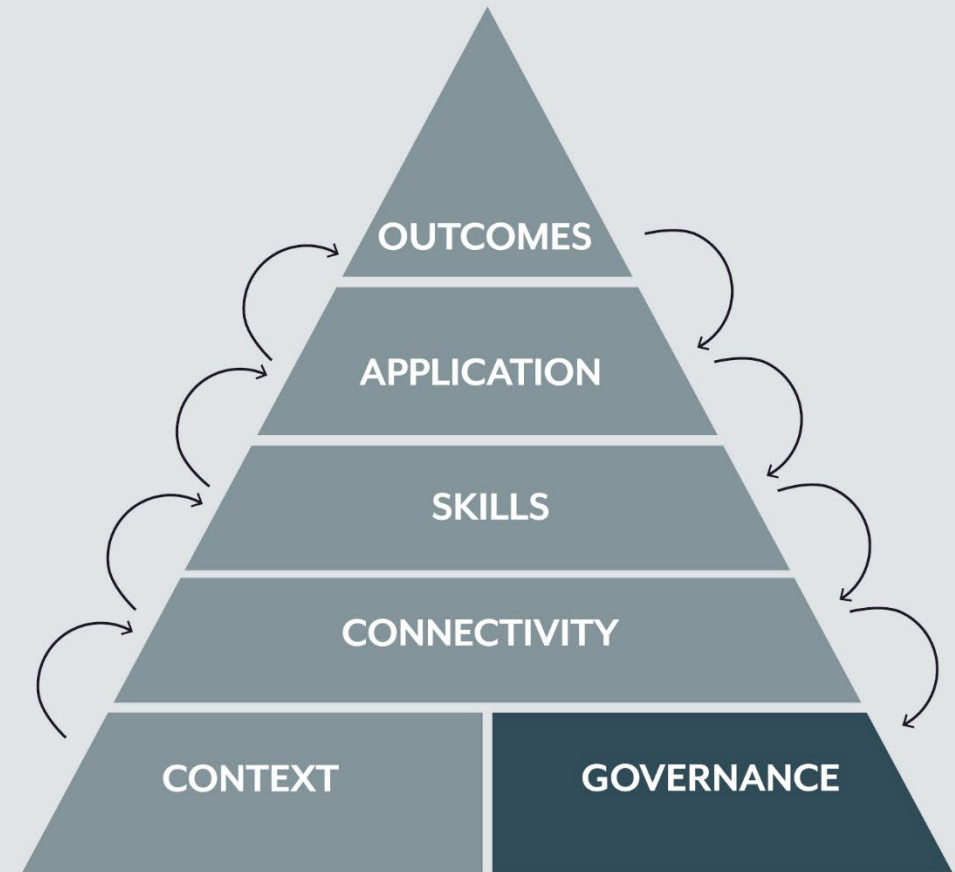 OUTCOMES
APPLICATION
SKILLS
CONNECTIVITY
CONTEXT
GOVERNANCE